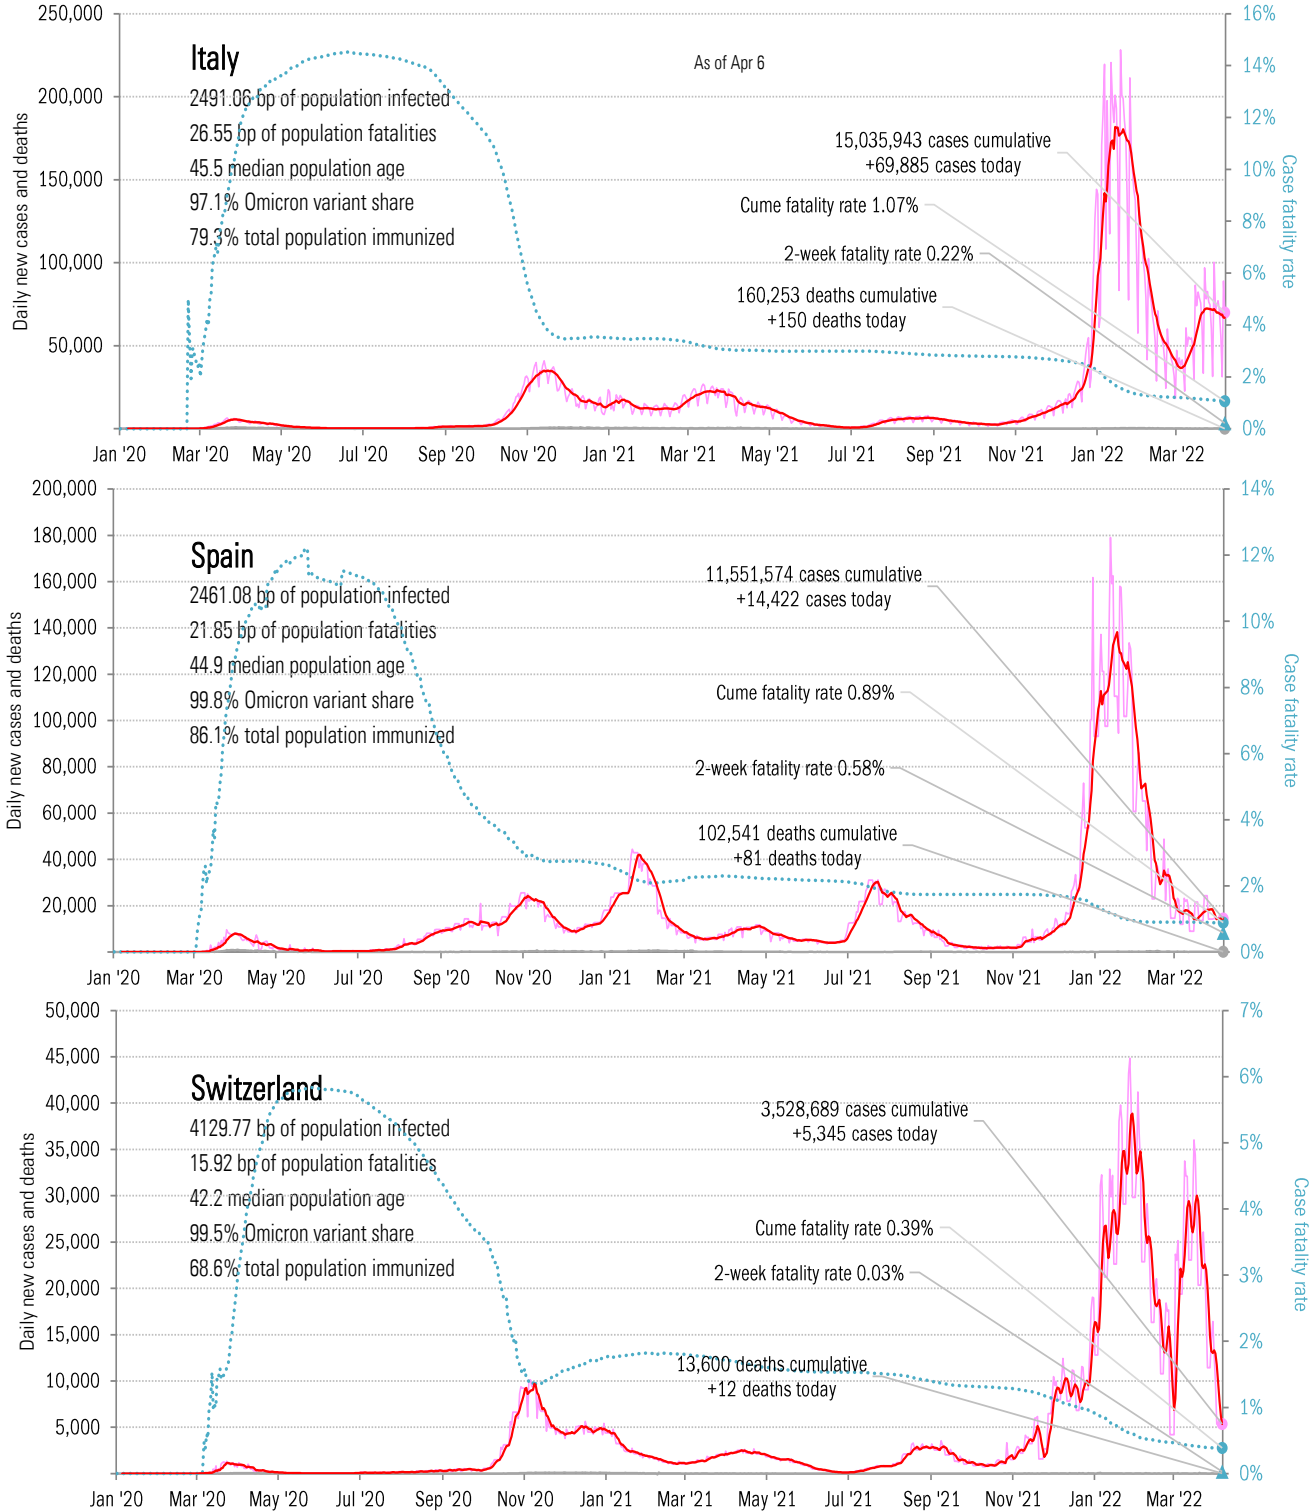 250,000
200,000
150,000
100,000
50,000
Daily new cases and deaths
Italy
2491.06 bp of population infected
26.55 bp of population fatalities
45.5 median population age
97.1% Omicron variant share
79.3% total population immunized
As of Apr 6
15,035,943 cases cumulative
+69,885 cases today
Cume fatality rate 1.07%
2-week fatality rate 0.22%
160,253 deaths cumulative
+150 deaths today
16%
14%
12%
10%
8%
6%
4%
2%
0%
Case fatality rate
Jan '20 Mar '20 May '20 Jul '20 Sep '20 Nov '20 Jan '21 Mar '21 May '21 Jul '21 Sep '21 Nov '21 Jan '22 Mar '22
200,000
180,000
160,000
140,000
120,000
100,000
80,000
60,000
40,000
20,000
Daily new cases and deaths
Spain
2461.08 bp of population infected
21.85 bp of population fatalities
44.9 median population age
99.8% Omicron variant share
86.1% total population immunized
11,551,574 cases cumulative
+14,422 cases today
Cume fatality rate 0.89%
2-week fatality rate 0.58%
102,541 deaths cumulative
+81 deaths today
14%
12%
10%
8%
6%
4%
2%
0%
Case fatality rate
Jan '20 Mar '20 May '20 Jul '20 Sep '20 Nov '20 Jan '21 Mar '21 May '21 Jul '21 Sep '21 Nov '21 Jan '22 Mar '22
50,000
45,000
40,000
35,000
30,000
25,000
20,000
15,000
10,000
5,000
Daily new cases and deaths
Switzerland
4129.77 bp of population infected
15.92 bp of population fatalities
42.2 median population age
99.5% Omicron variant share
68.6% total population immunized
3,528,689 cases cumulative
+5,345 cases today
Cume fatality rate 0.39%
2-week fatality rate 0.03%
13,600 deaths cumulative
+12 deaths today
7%
6%
5%
4%
3%
2%
1%
0%
Case fatality rate
Jan '20 Mar '20 May '20 Jul '20 Sep '20 Nov '20 Jan '21 Mar '21 May '21 Jul '21 Sep '21 Nov '21 Jan '22 Mar '22